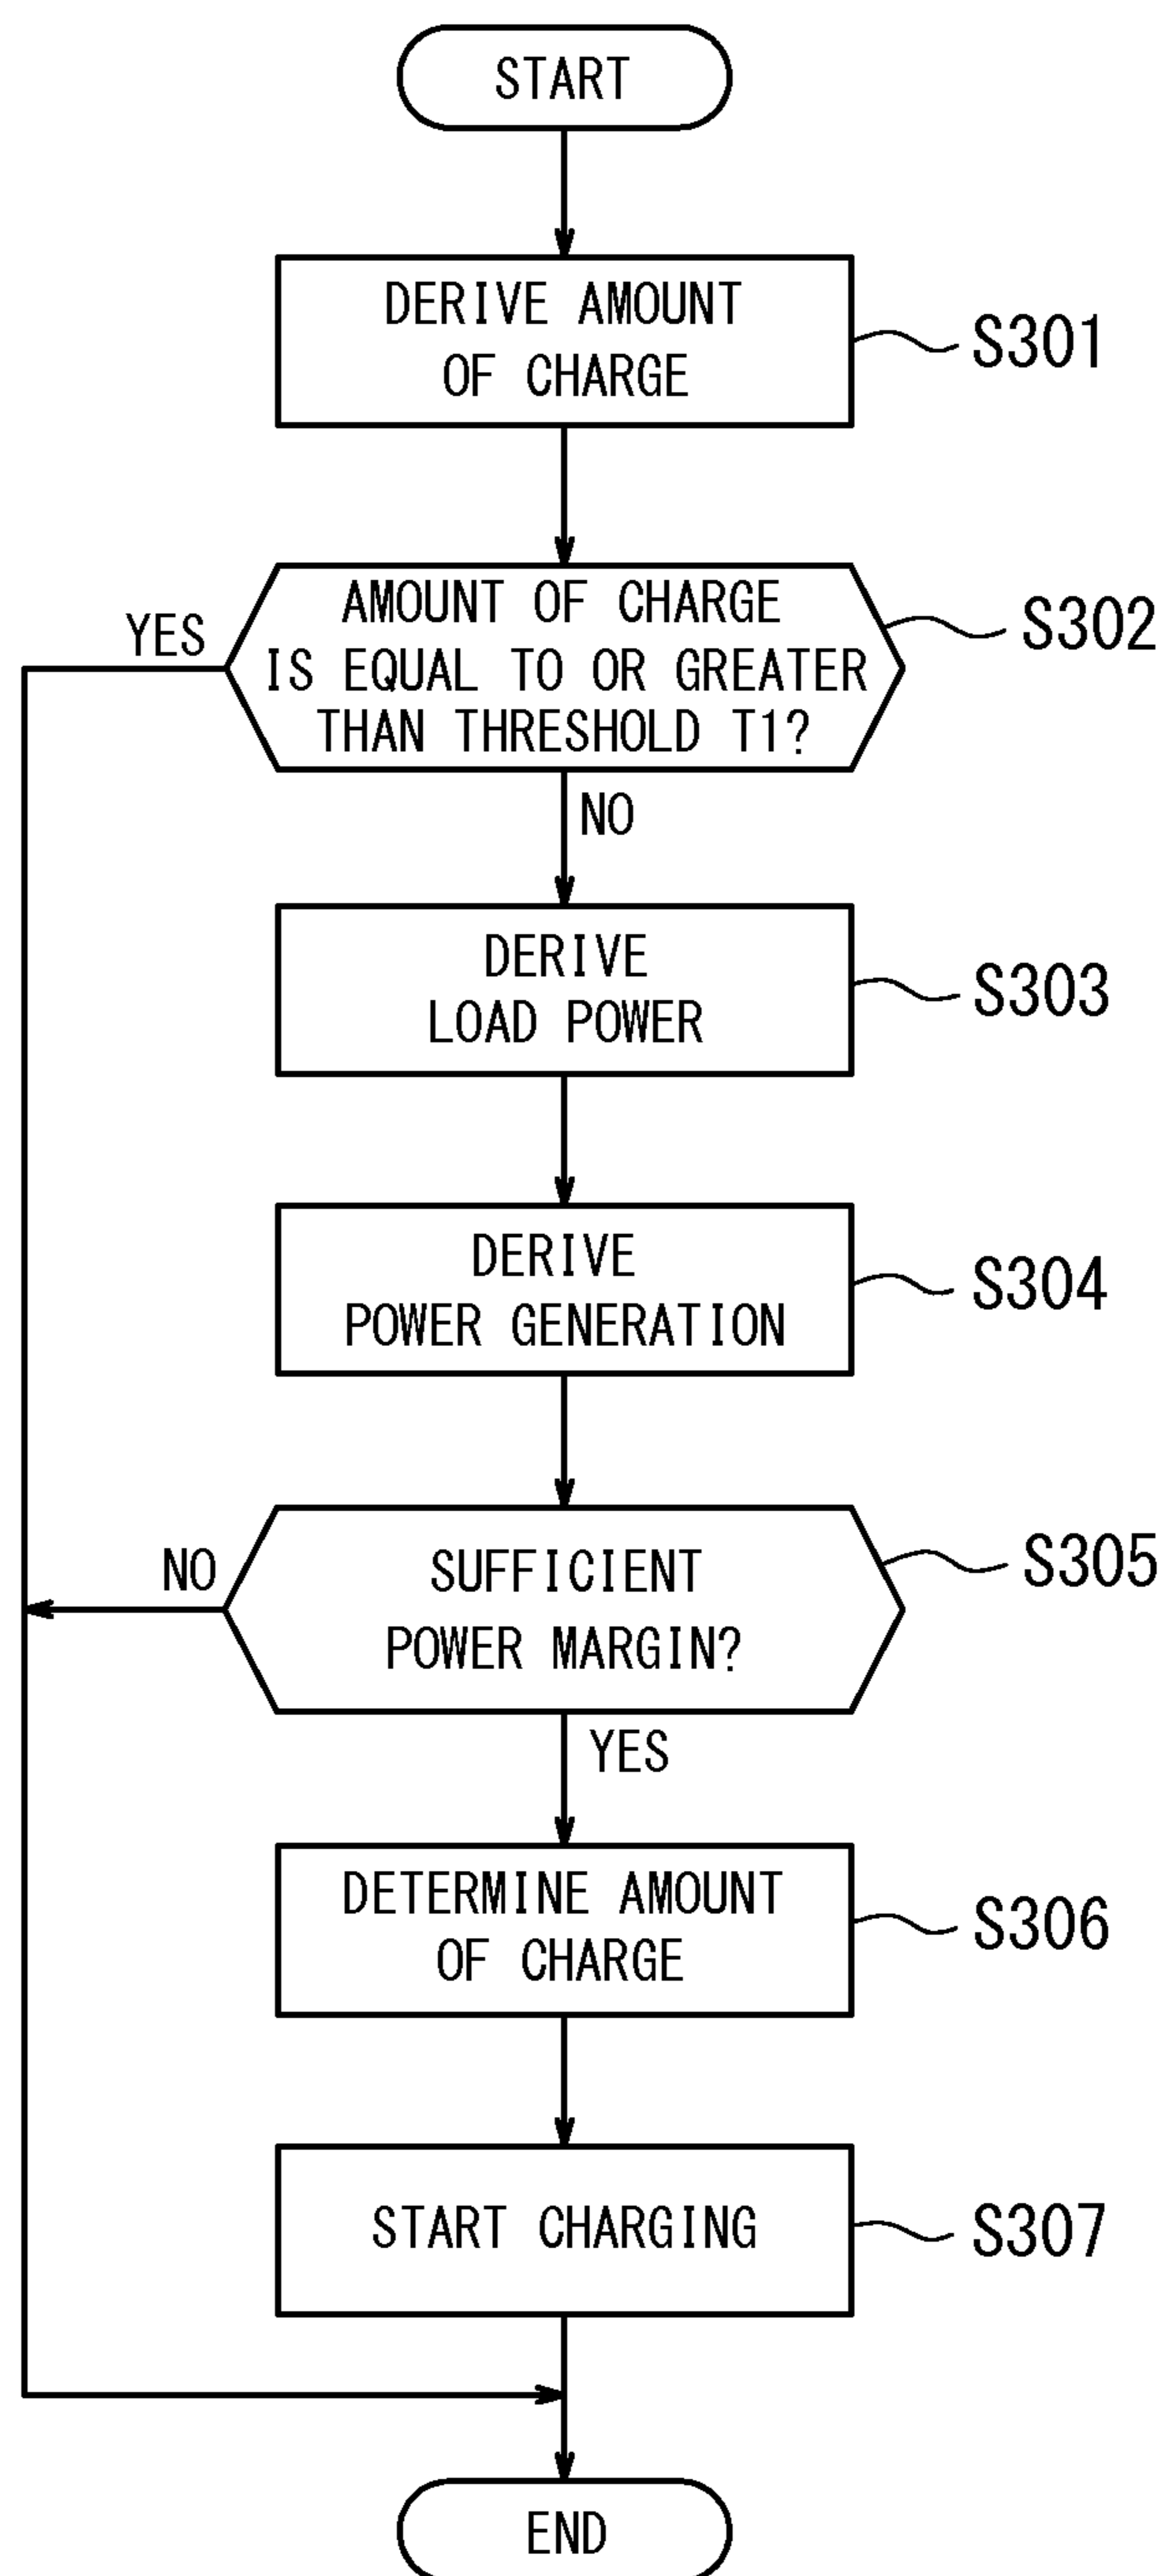 START
DERIVE AMOUNT
OF CHARGE
S301
AMOUNT OF CHARGE
IS EQUAL TO OR GREATER
THAN THRESHOLD T1?
S302
YES
NO
DERIVE
LOAD POWER
S303
DERIVE
POWER GENERATION
S304
SUFFICIENT
POWER MARGIN?
S305
NO
YES
DETERMINE AMOUNT
OF CHARGE
S306
START CHARGING
S307
END